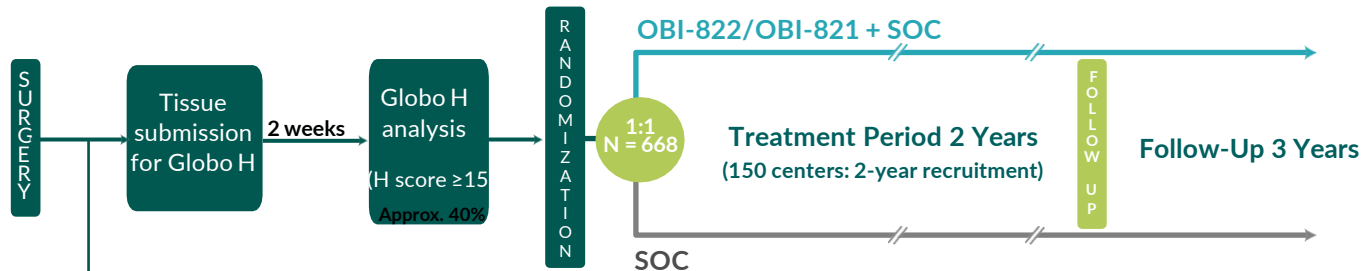 SURGERY
Tissue
submission
for Globo H
2 weeks
Globo H
analysis
(H score ≥15
Approx. 40%
RANDOMIZATION
1:1
N = 668
OBI-822/OBI-821 + SOC
Treatment Period 2 Years
(150 centers: 2-year recruitment)
SOC
FOLLOW UP
Follow-Up 3 Years